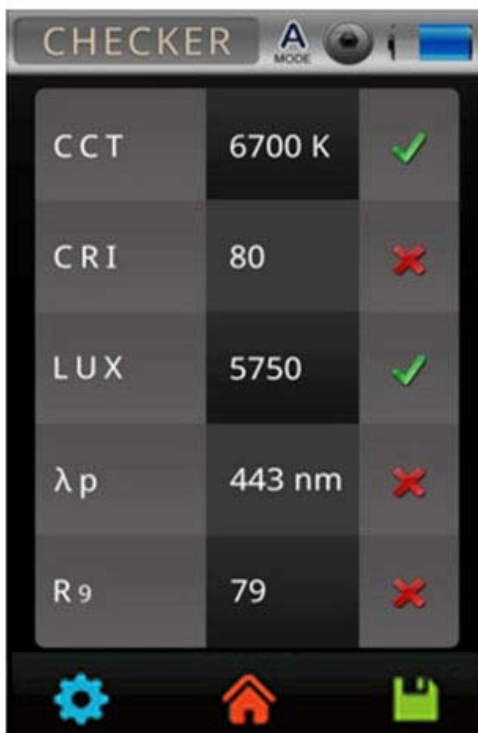 CHECKER A MODE
CCT 6700 K
CRI 80
LUX 5750
λp 443 nm
R9 79